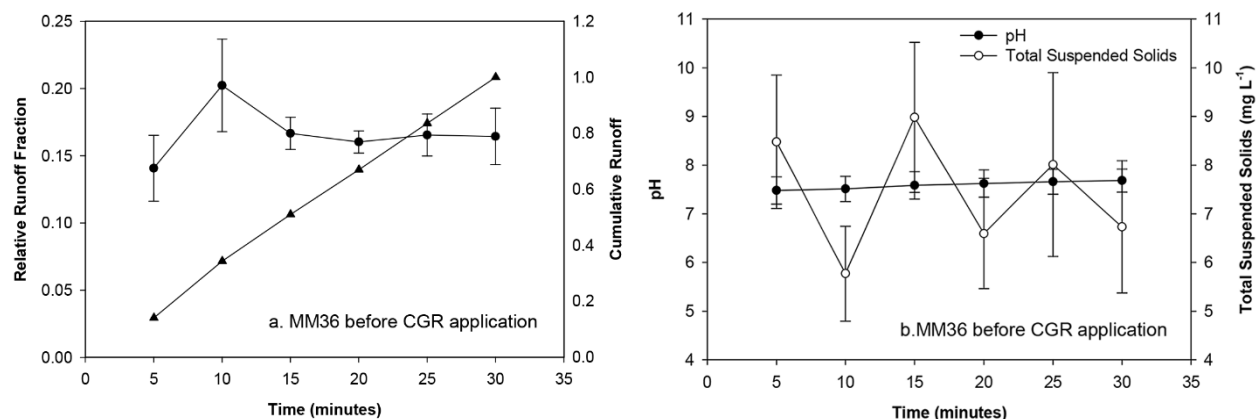 0.25
0.20
0.15
0.10
0.05
0.00
Relative Runoff Fraction
1.2
1.0
0.8
0.6
0.4
0.2
0.0
Cumulative Runoff
a. MM36 before CGR application
0 5 10 15 20 25 30 35
Time (minutes)
11
10
9
8
7
6
5
4
pH
pH
Total Suspended Solids
11
10
9
8
7
6
5
4
Total Suspended Solids (mg L⁻¹)
b.MM36 before CGR application
0 5 10 15 20 25 30 35
Time (minutes)